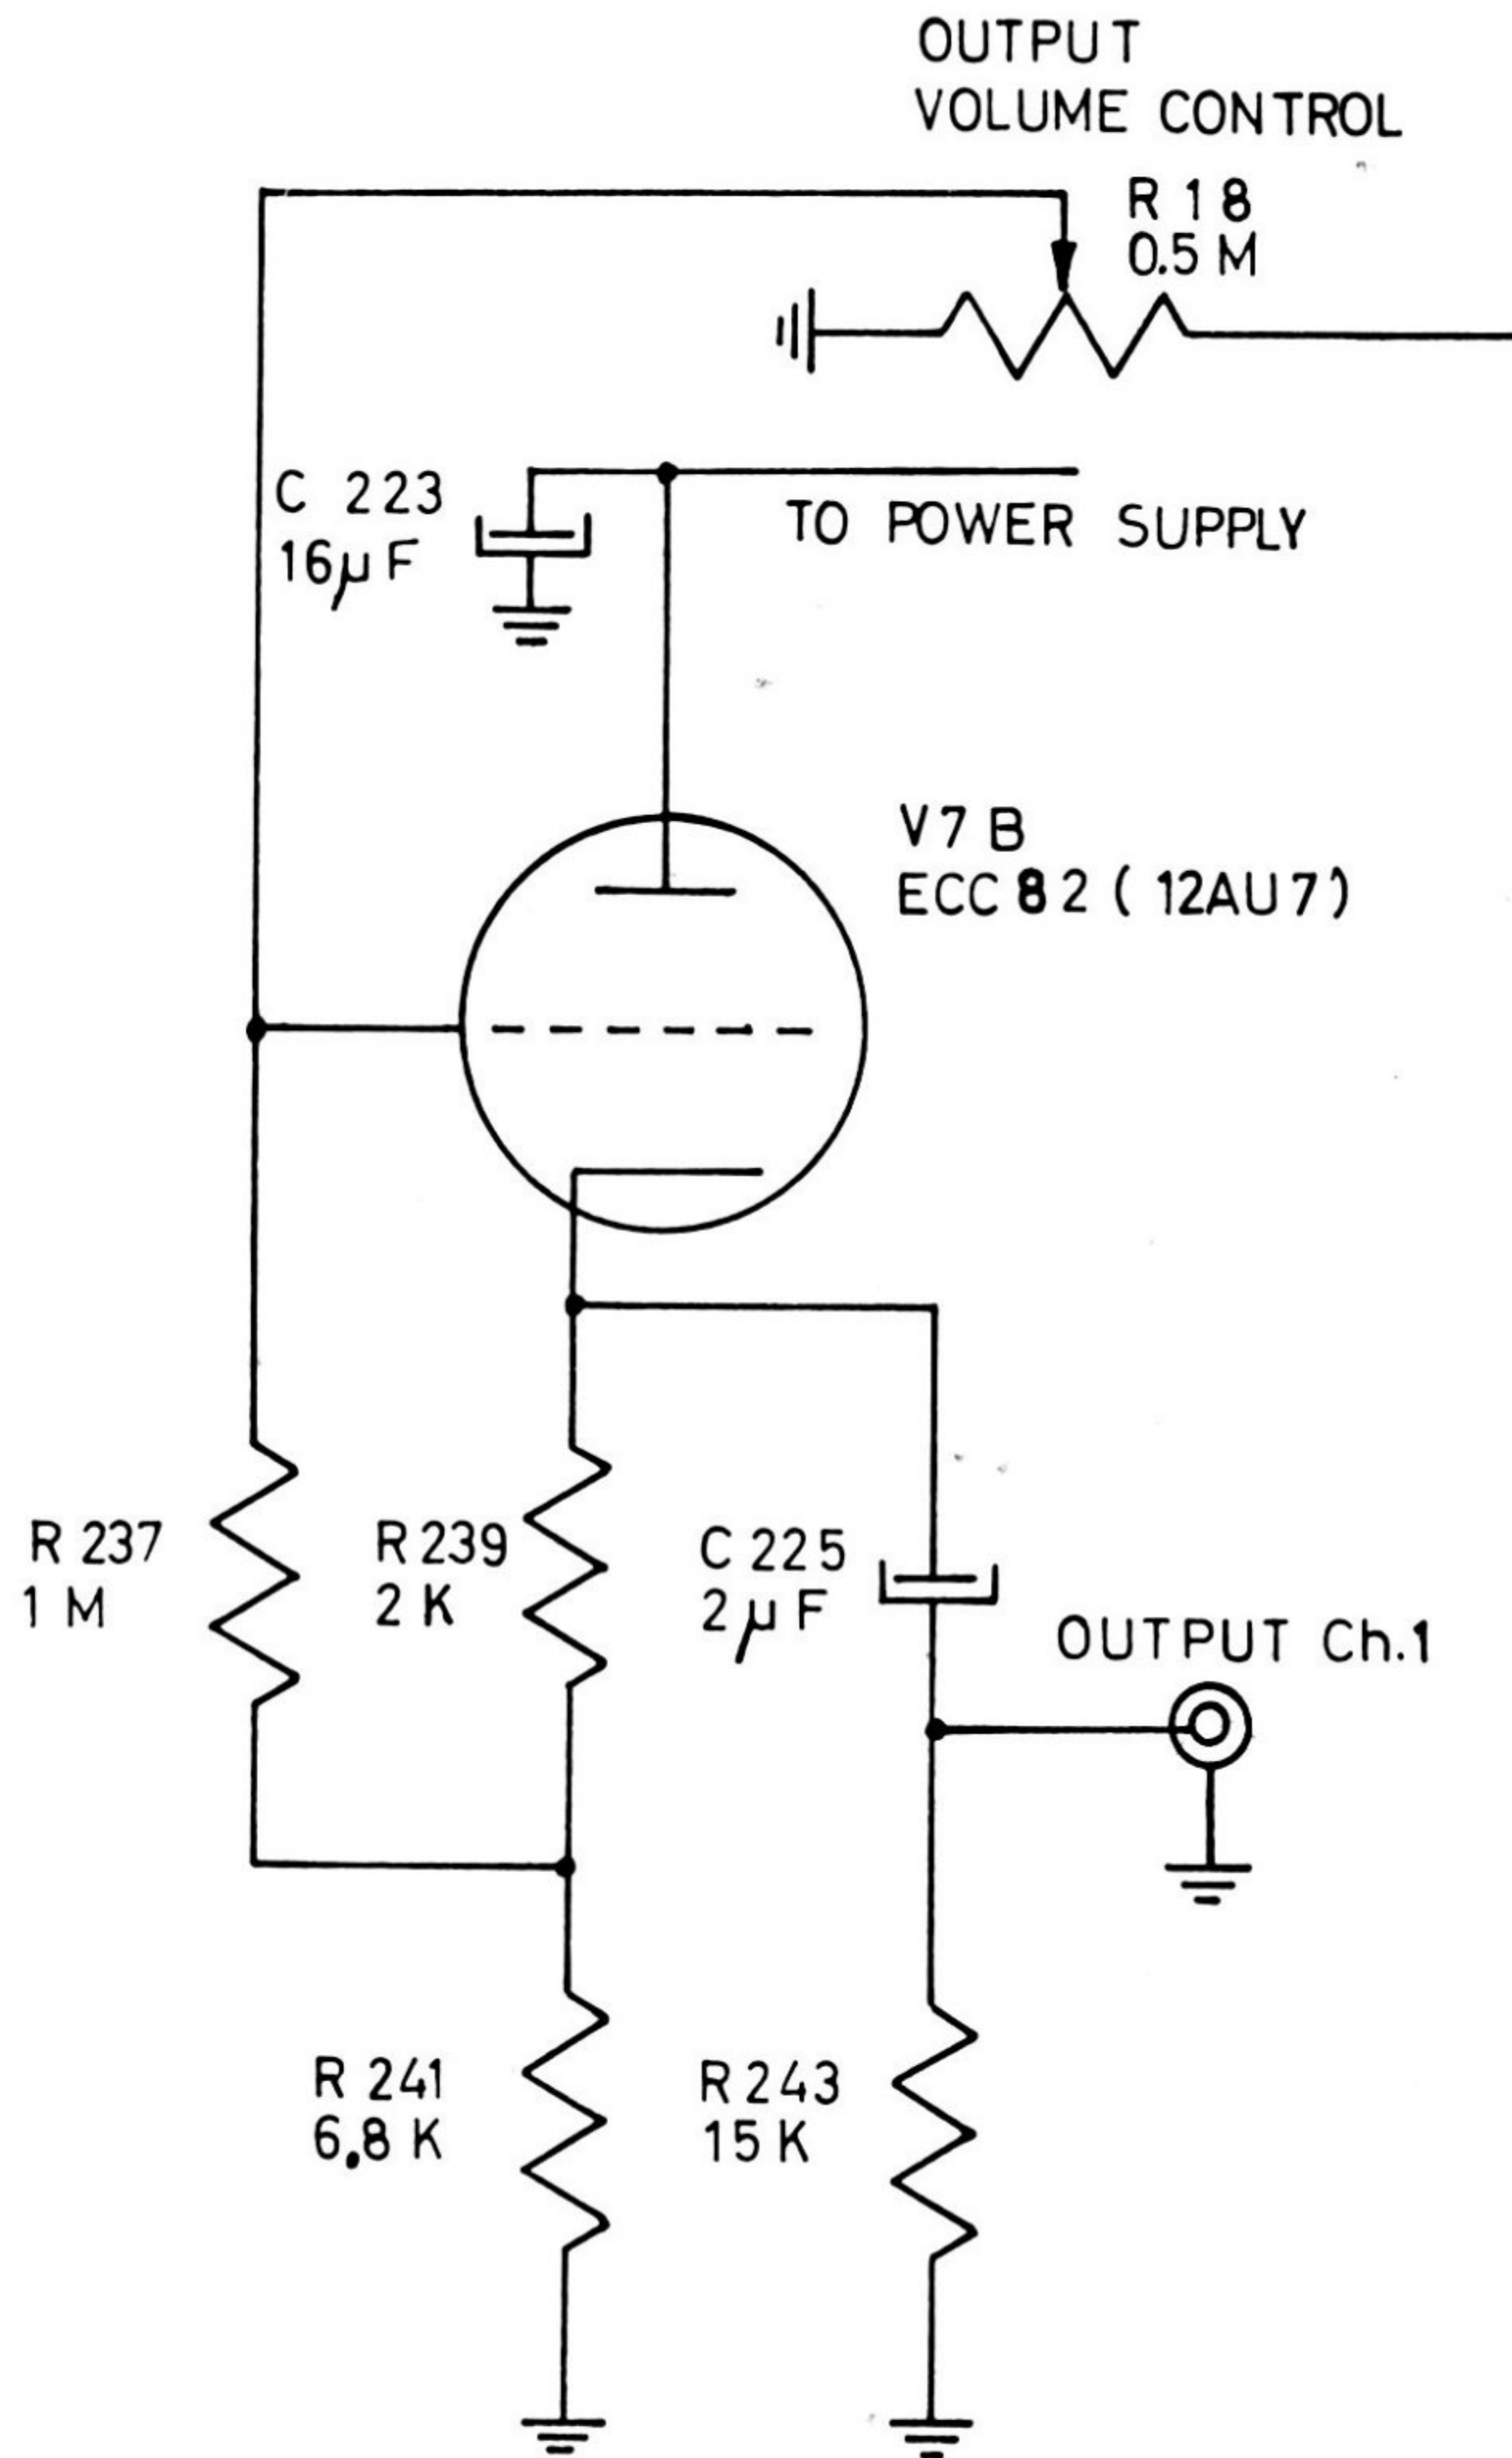 OUTPUT
VOLUME CONTROL
R 18
0.5 M
C 223
16µF
TO POWER SUPPLY
V7 B
ECC 82 ( 12AU7)
R 237
1 M
R 239
2 K
C 225
2µF
OUTPUT Ch.1
R 241
6,8 K
R 243
15 K